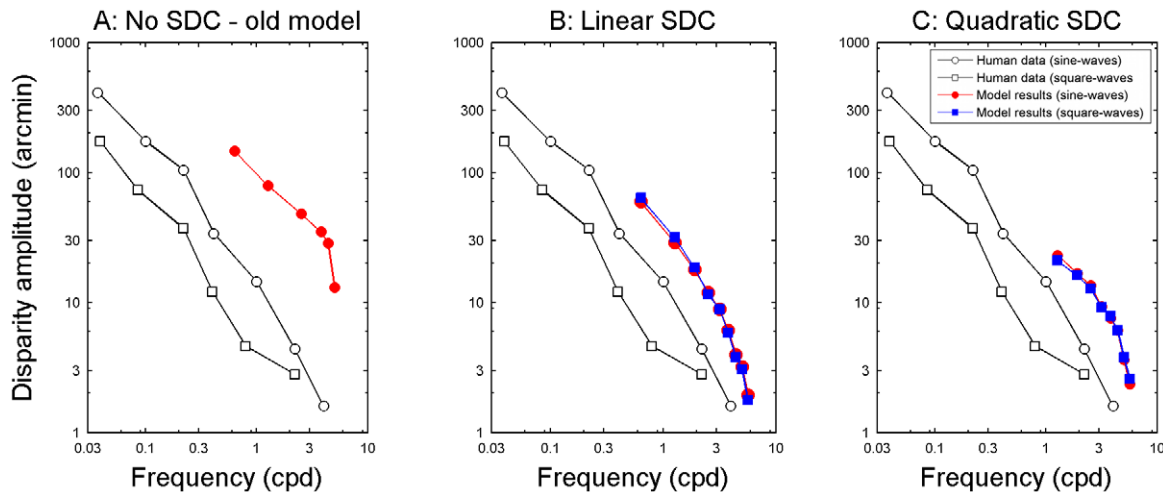 A: No SDC - old model
B: Linear SDC
C: Quadratic SDC
Disparity amplitude (arcmin)
1000
300
100
30
10
3
1
0.03 0.1 0.3 1 3 10
Frequency (cpd)
1000
300
100
30
10
3
1
0.03 0.1 0.3 1 3 10
Frequency (cpd)
1000
300
100
30
10
3
1
0.03 0.1 0.3 1 3 10
Frequency (cpd)
Human data (sine-waves)
Human data (square-waves
Model results (sine-waves)
Model results (square-waves)